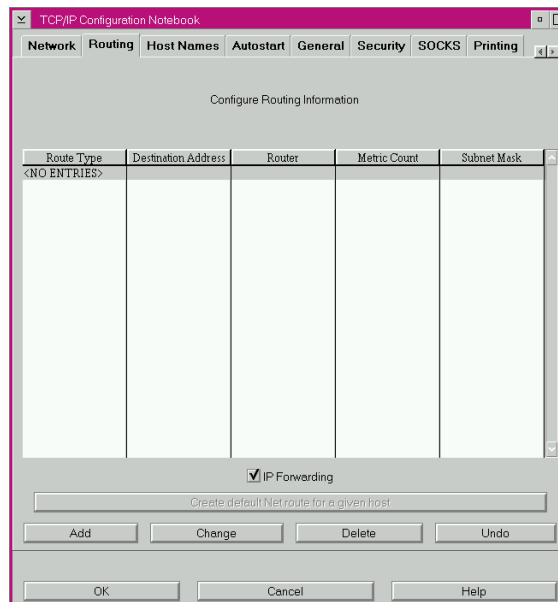 TCP/IP Configuration Notebook
Network Routing Host Names Autostart General Security SOCKS Printing
Configure Routing Information
Route Type Destination Address Router Metric Count Subnet Mask
<NO ENTRIES>
IP Forwarding
Create default Net route for a given host
Add Change Delete Undo
OK Cancel Help